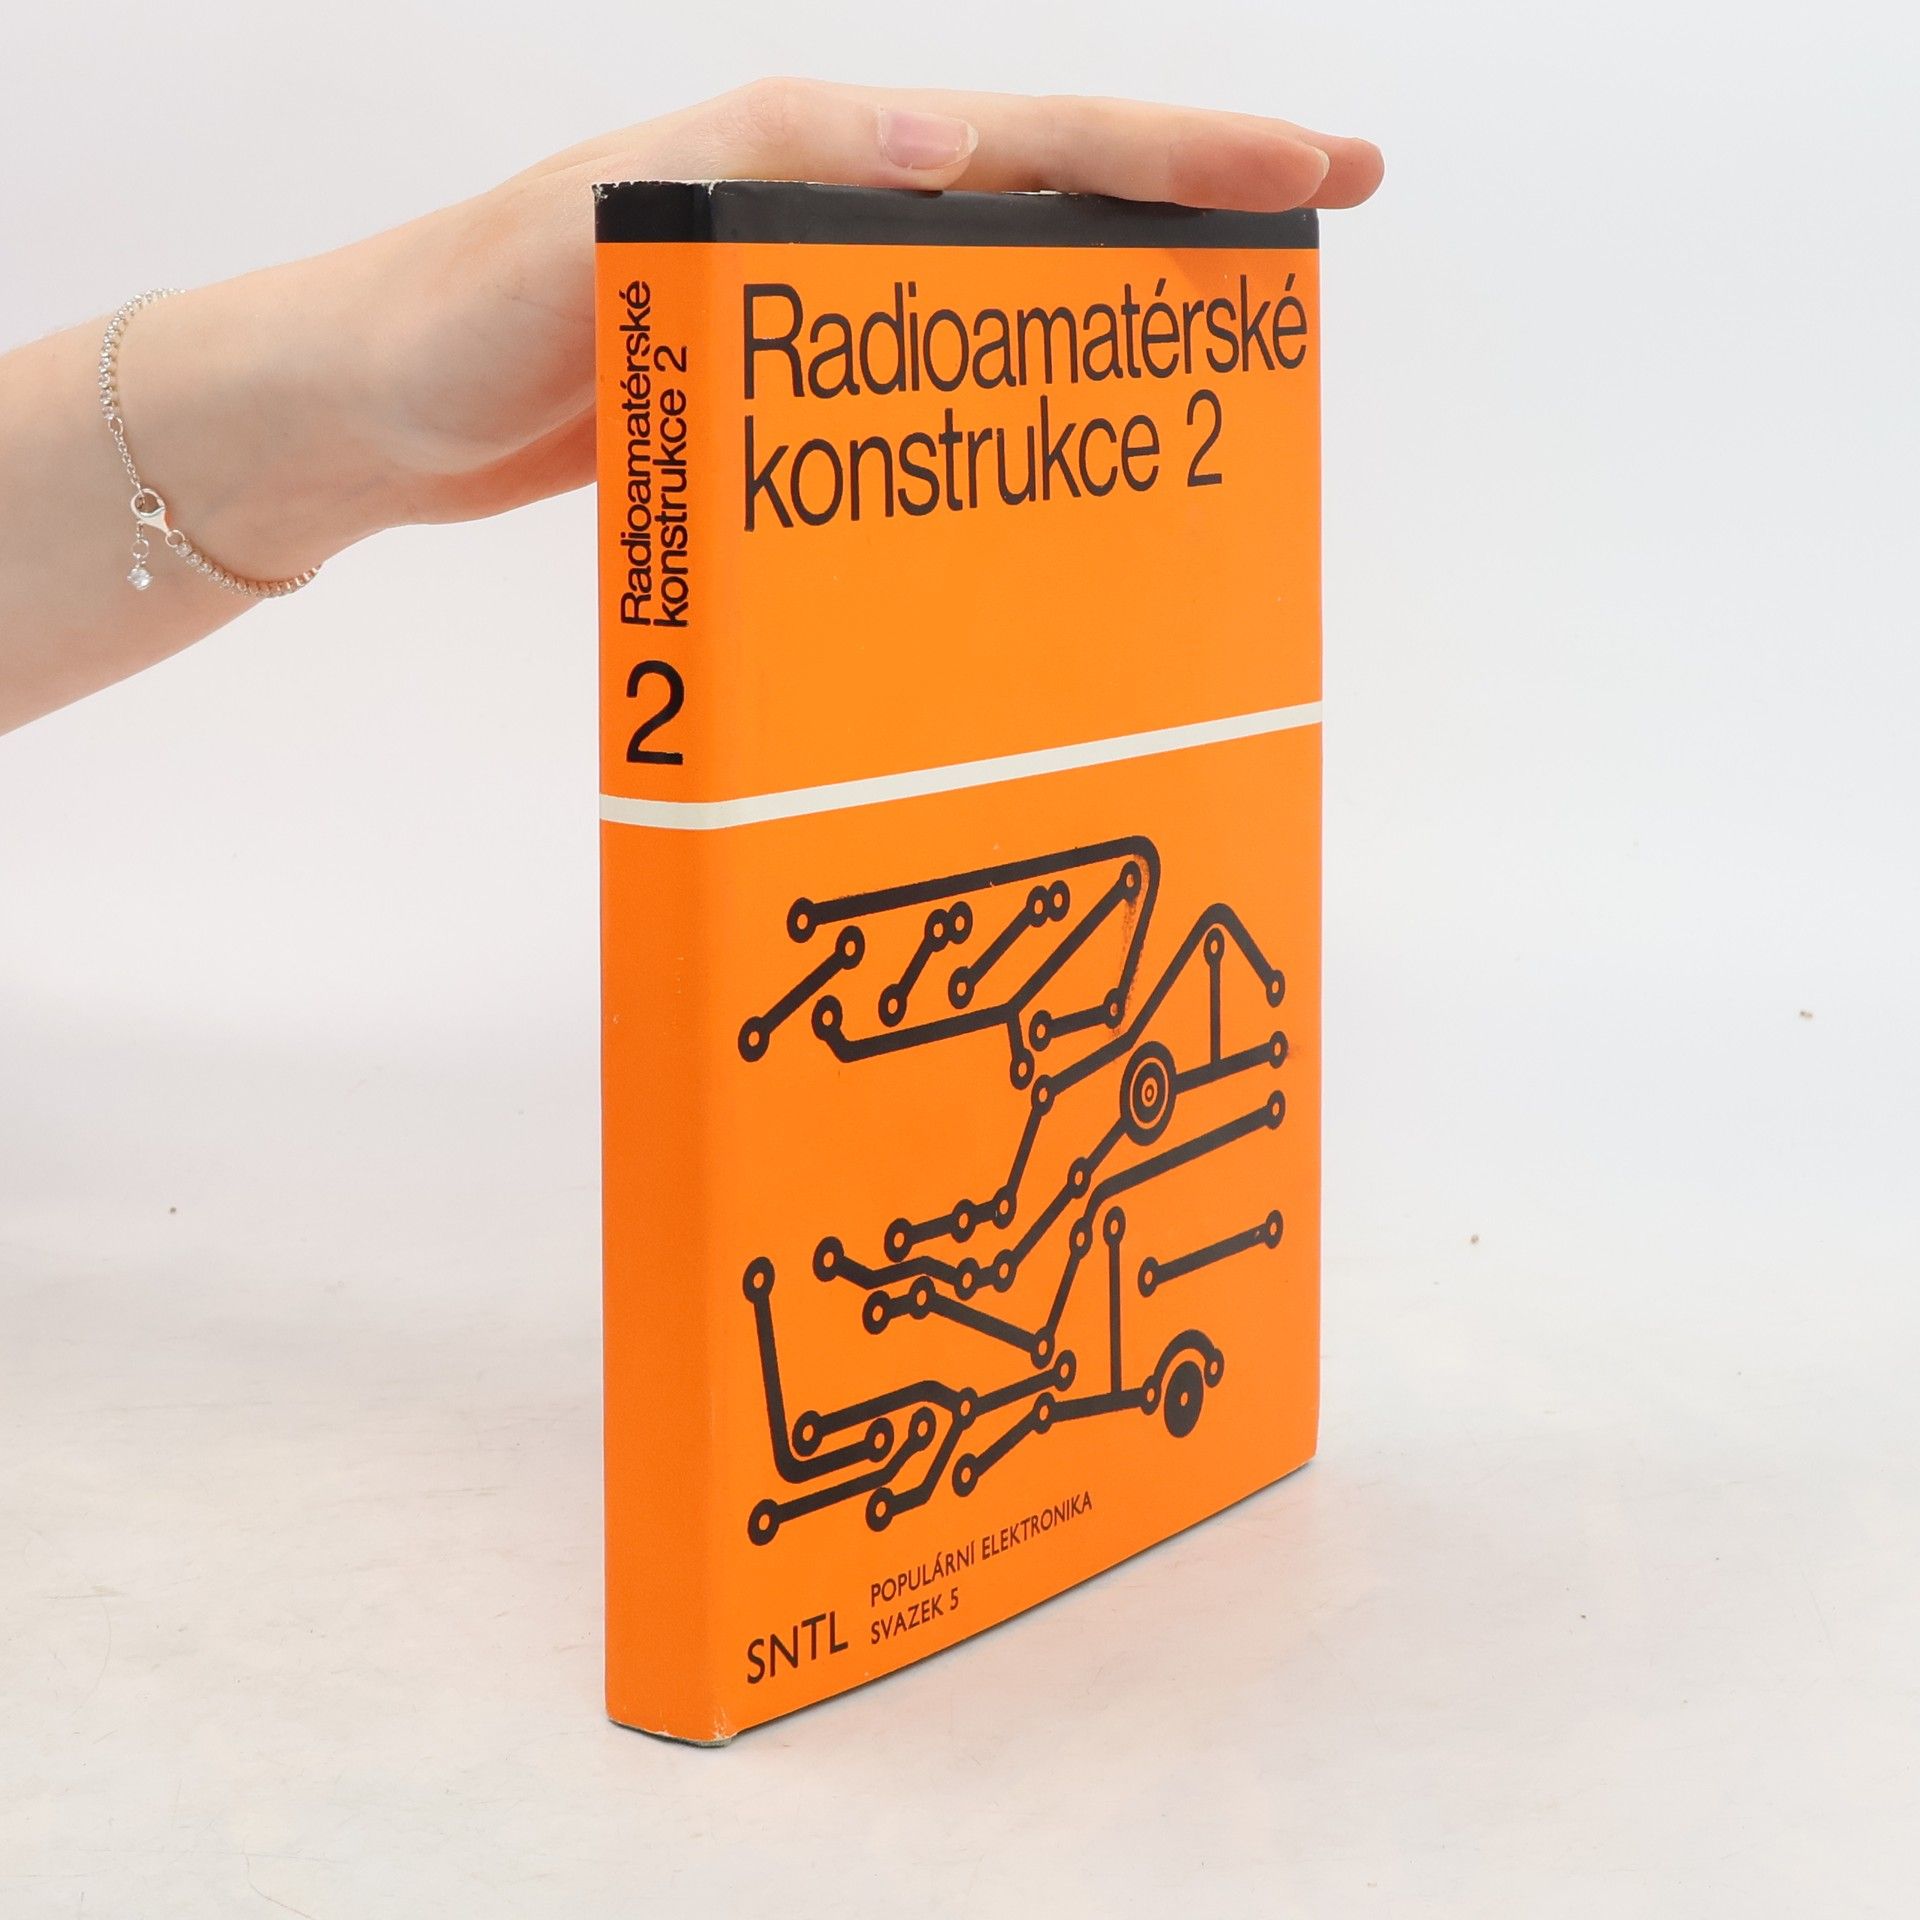 Radioamatérské
konstrukce 2
2
Radioamatérské
konstrukce 2
SNTL
POPULÁRNÍ ELEKTRONIKA
SVAZEK 5